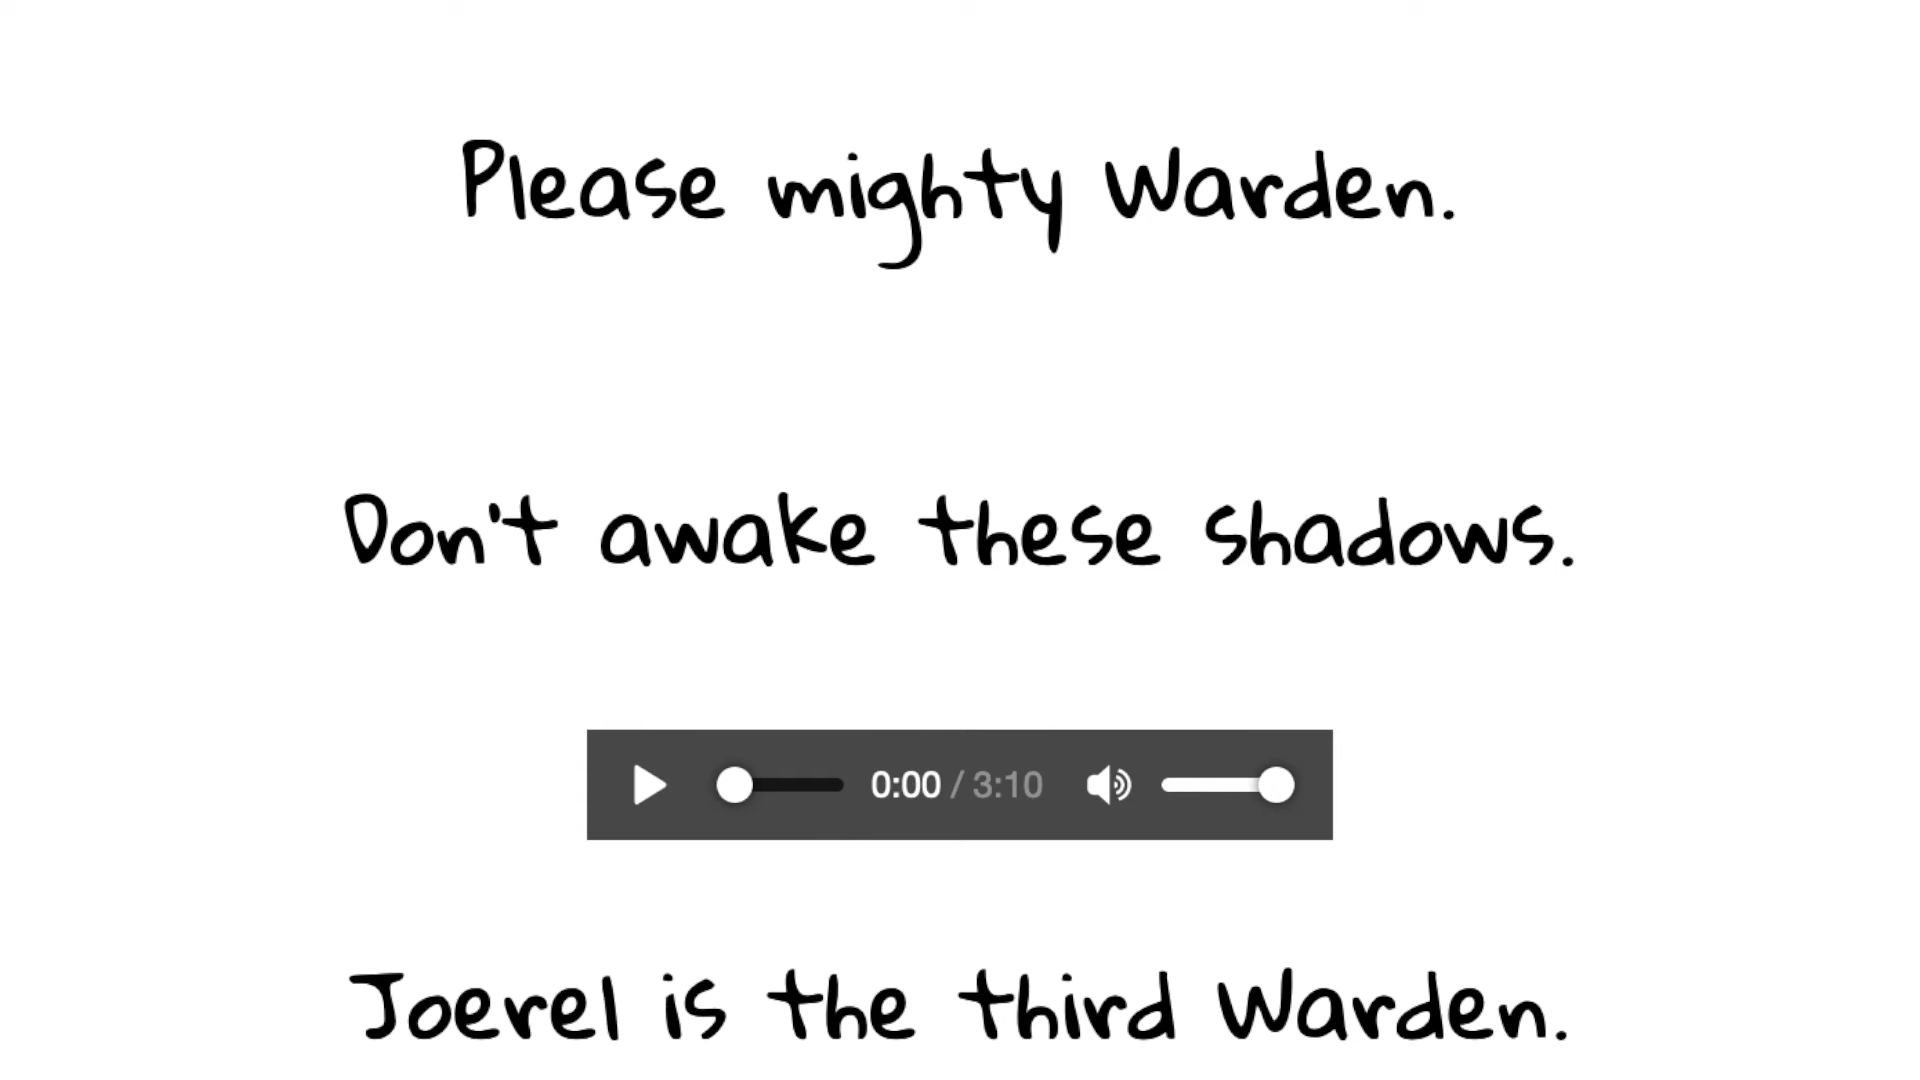 Please mighty Warden.
Don't awake these shadows.
0:00 / 3:10
Joerel is the third Warden.